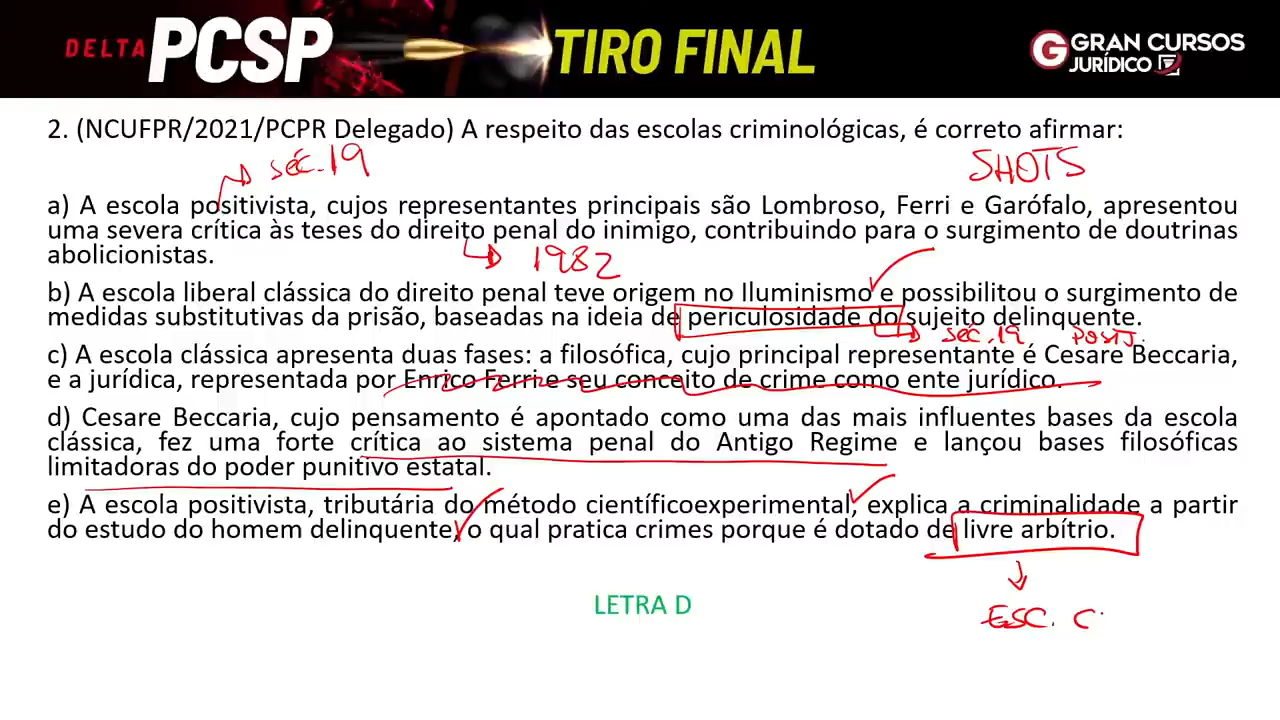 DELTA PCSP TIRO FINAL GRAN CURSOS
JURÍDICO
2. (NCUFPR/2021/PCPR Delegado) A respeito das escolas criminológicas, é correto afirmar:
séc. 19
SHOTS
a) A escola positivista, cujos representantes principais são Lombroso, Ferri e Garófalo, apresentou
uma severa crítica às teses do direito penal do inimigo, contribuindo para o surgimento de doutrinas
abolicionistas.
1982
b) A escola liberal clássica do direito penal teve origem no Iluminismo e possibilitou o surgimento de
medidas substitutivas da prisão, baseadas na ideia de periculosidade do sujeito delinquente.
séc. 19 POSIT.
c) A escola clássica apresenta duas fases: a filosófica, cujo principal representante é Cesare Beccaria,
e a jurídica, representada por Enrico Ferri e seu conceito de crime como ente jurídico.
d) Cesare Beccaria, cujo pensamento é apontado como uma das mais influentes bases da escola
clássica, fez uma forte crítica ao sistema penal do Antigo Regime e lançou bases filosóficas
limitadoras do poder punitivo estatal.
e) A escola positivista, tributária do método científicoexperimental, explica a criminalidade a partir
do estudo do homem delinquente, o qual pratica crimes porque é dotado de livre arbítrio.
LETRA D
ESC. C.